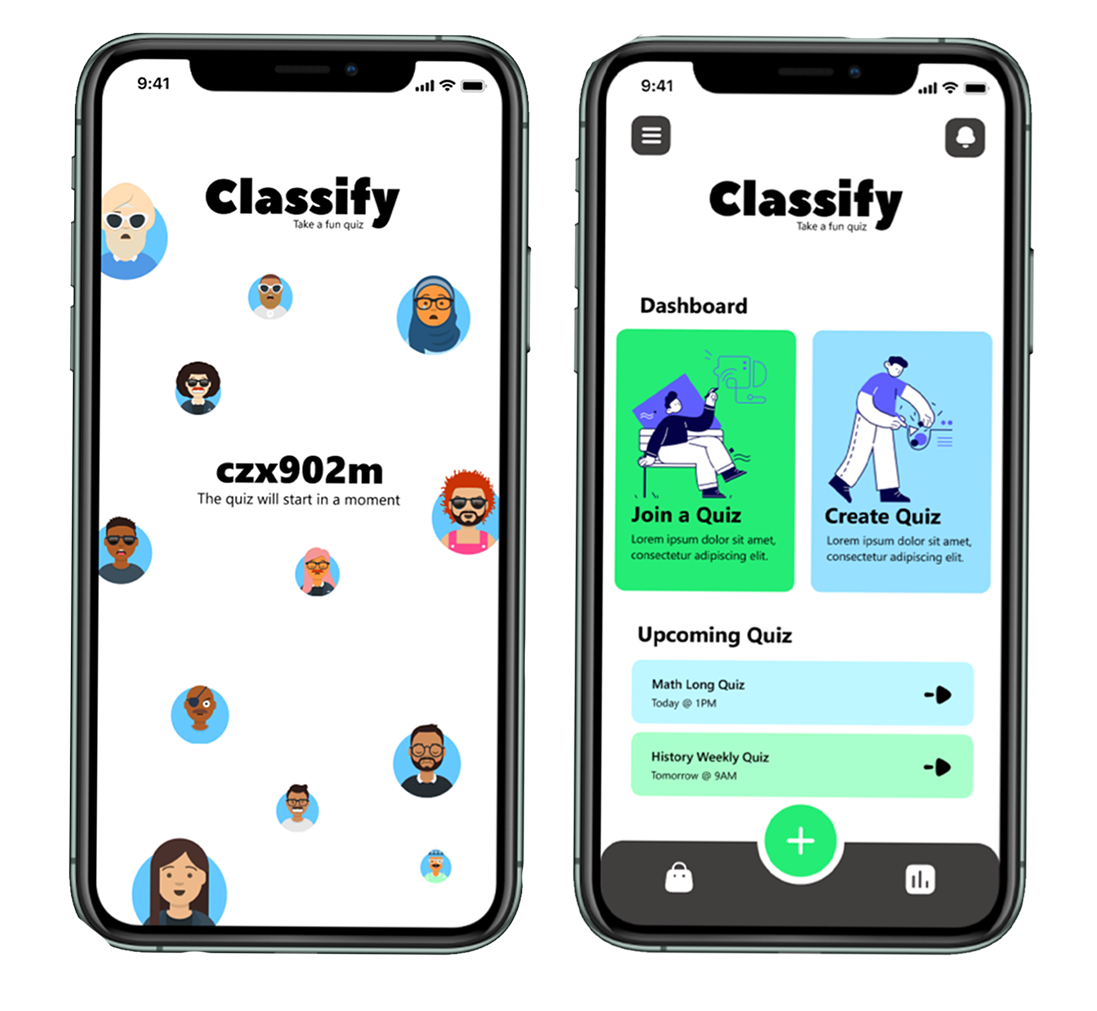 9:41
Classify
Take a fun quiz
czx902m
The quiz will start in a moment
9:41
Classify
Take a fun quiz
Dashboard
Join a Quiz
Lorem ipsum dolor sit amet,
consectetur adipiscing elit.
Create Quiz
Lorem ipsum dolor sit amet,
consectetur adipiscing elit.
Upcoming Quiz
Math Long Quiz
Today @ 1PM
History Weekly Quiz
Tomorrow @ 9AM